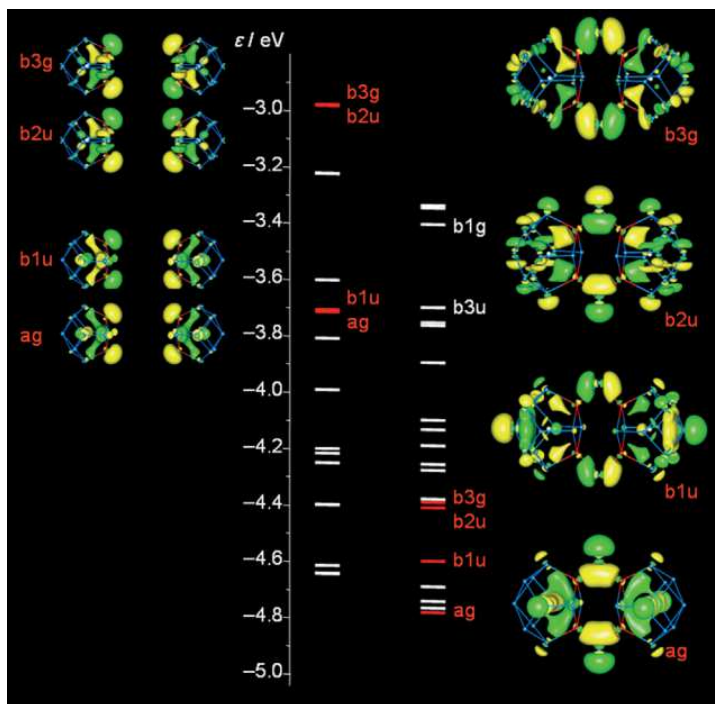 ε / eV
b3g
b2u
b1u
ag
–3.0
–3.2
–3.4
–3.6
–3.8
–4.0
–4.2
–4.4
–4.6
–4.8
–5.0
b3g
b2u
b1u
ag
b1g
b3u
b3g
b2u
b1u
ag
b3g
b2u
b1u
ag